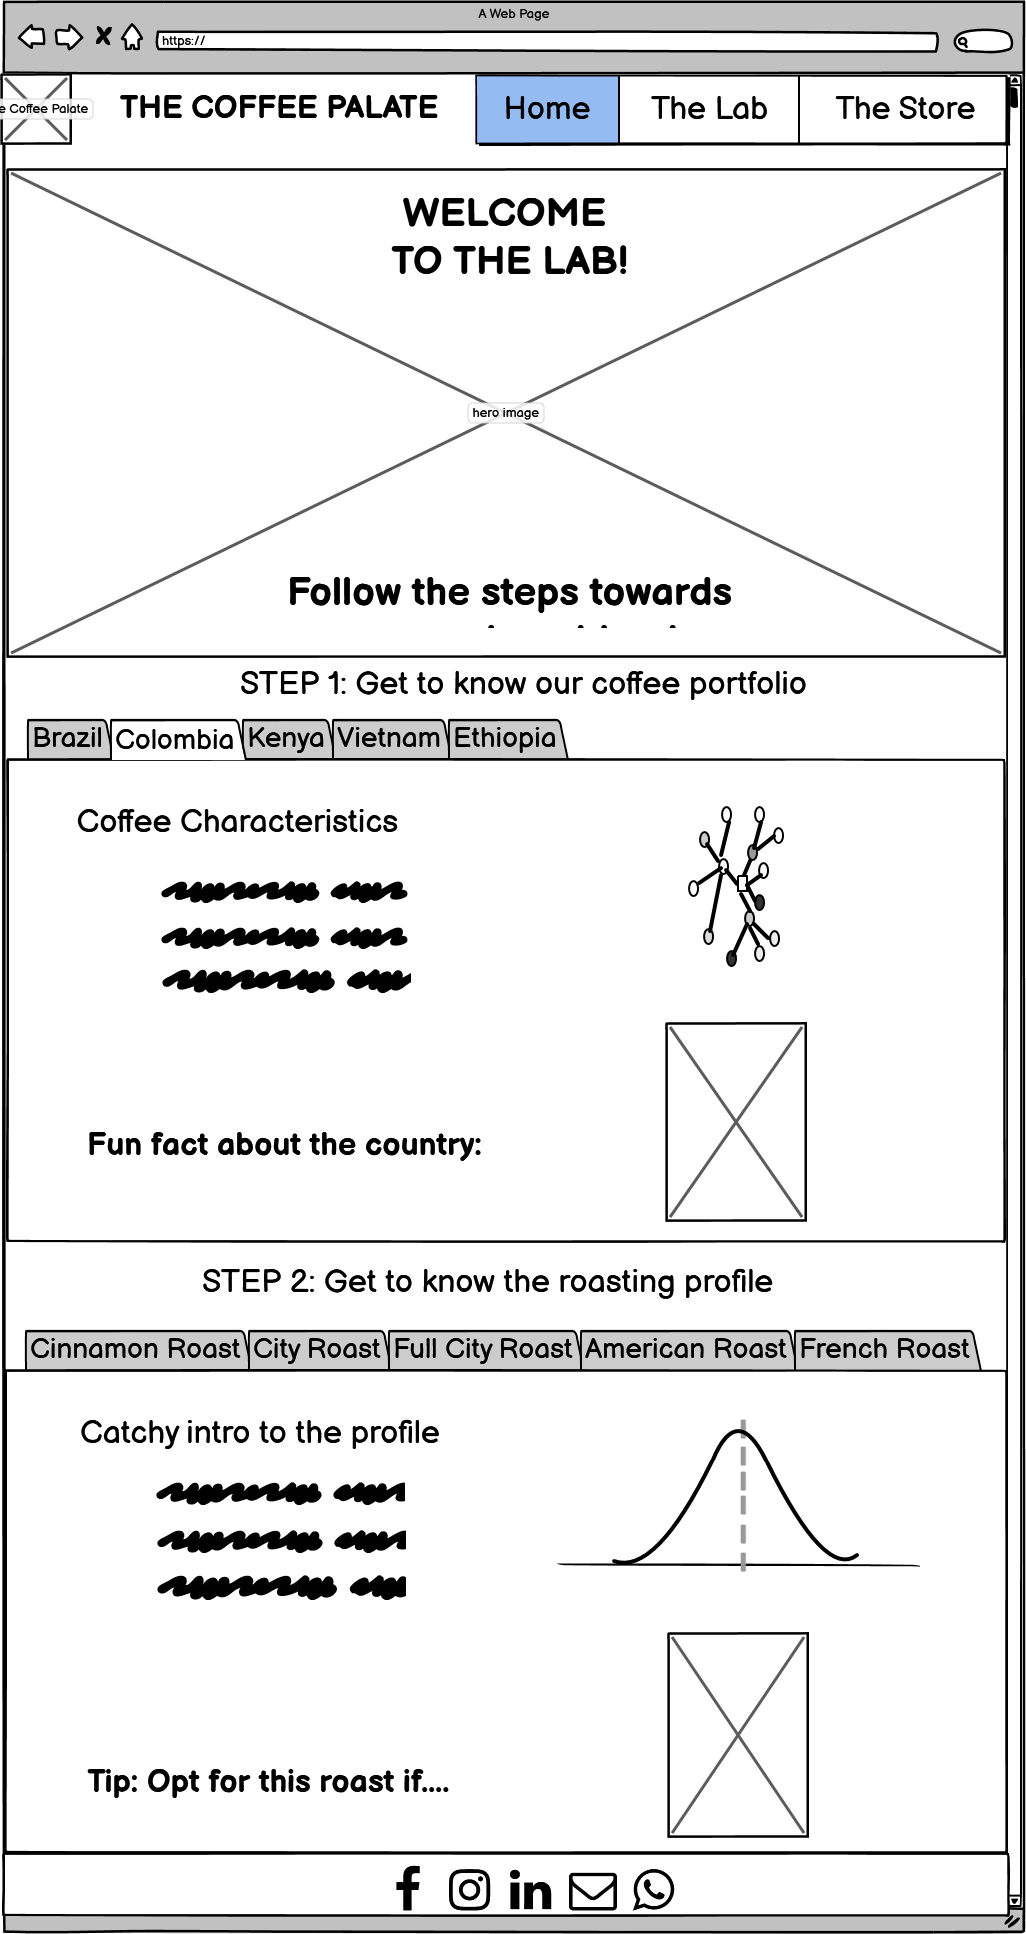 A Web Page
https://
e Coffee Palate
THE COFFEE PALATE
Home
The Lab
The Store
WELCOME
TO THE LAB!
hero image
Follow the steps towards
STEP 1: Get to know our coffee portfolio
Brazil
Colombia
Kenya
Vietnam
Ethiopia
Coffee Characteristics
Fun fact about the country:
STEP 2: Get to know the roasting profile
Cinnamon Roast
City Roast
Full City Roast
American Roast
French Roast
Catchy intro to the profile
Tip: Opt for this roast if....